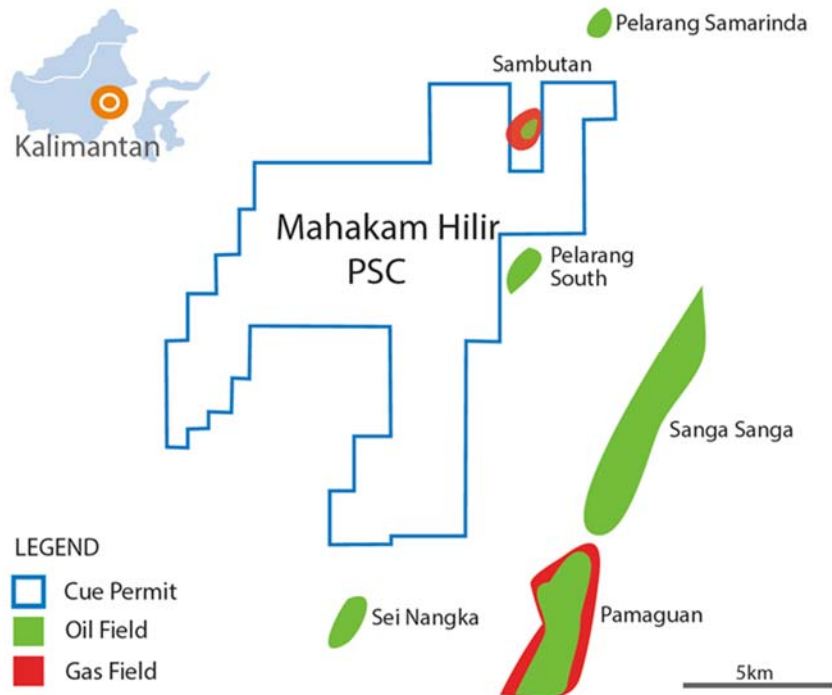 Pelarang Samarinda
Sambutan
Kalimantan
Mahakam Hilir
PSC
Pelarang
South
Sanga Sanga
LEGEND
Cue Permit
Oil Field
Gas Field
Sei Nangka
Pamaguan
5km